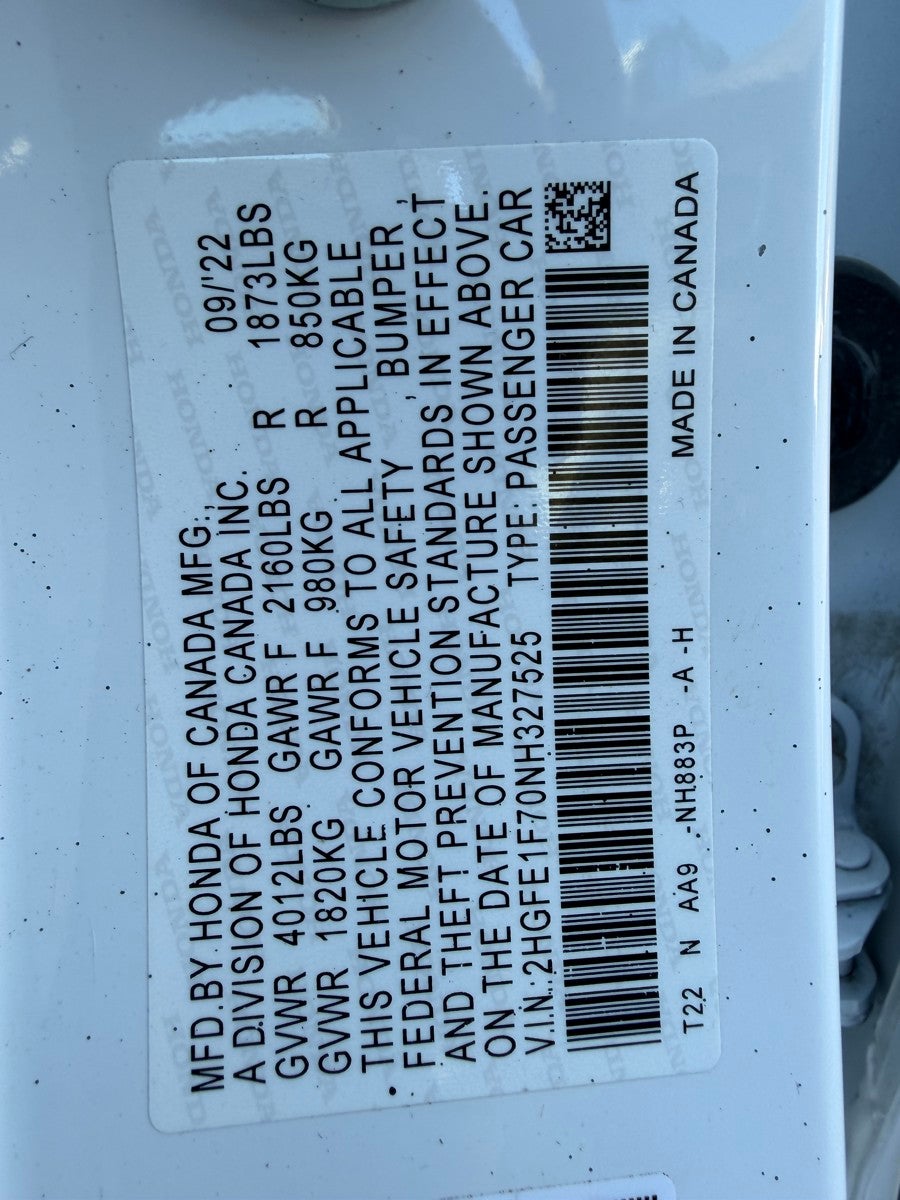 MFD.BY HONDA OF CANADA MFG., 09/'22
A DIVISION OF HONDA CANADA INC.
GVWR 4012LBS GAWR F 2160LBS R 1873LBS
GVWR 1820KG GAWR F 980KG R 850KG
THIS VEHICLE CONFORMS TO ALL APPLICABLE
FEDERAL MOTOR VEHICLE SAFETY , BUMPER ,
AND THEFT PREVENTION STANDARDS IN EFFECT
ON THE DATE OF MANUFACTURE SHOWN ABOVE.
V.I.N.:2HGFE1F70NH327525 TYPE: PASSENGER CAR
T22 N AA9 -NH883P -A -H MADE IN CANADA